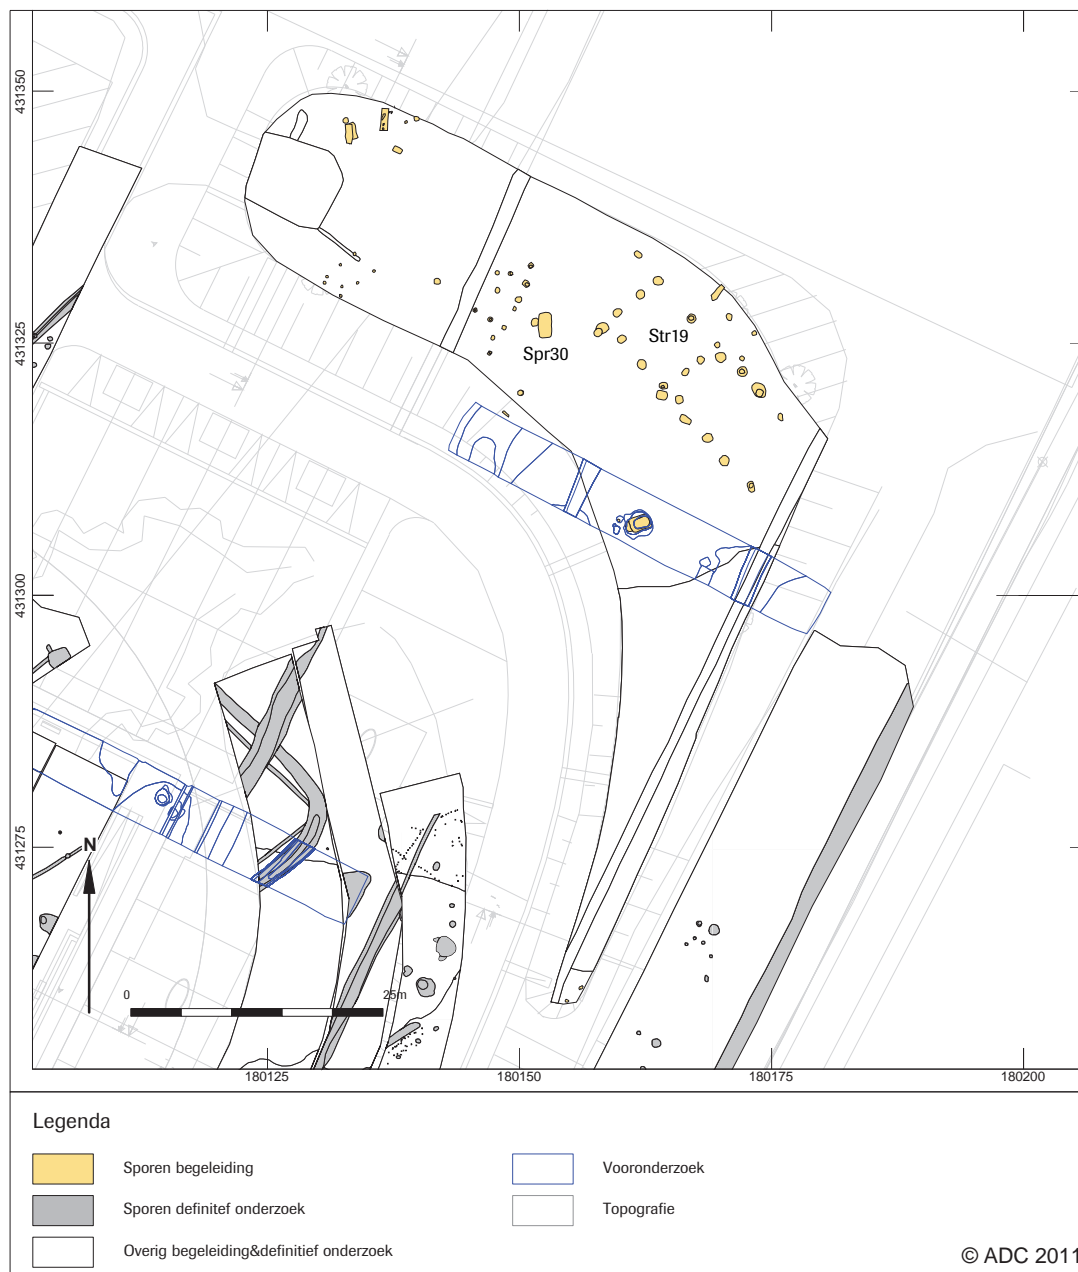 431350
431325
431300
431275
Str19
Spr30
N
0
25m
180125
180150
180175
180200
Legenda
Sporen begeleiding
Sporen definitef onderzoek
Overig begeleiding&definitief onderzoek
Vooronderzoek
Topografie
© ADC 2011